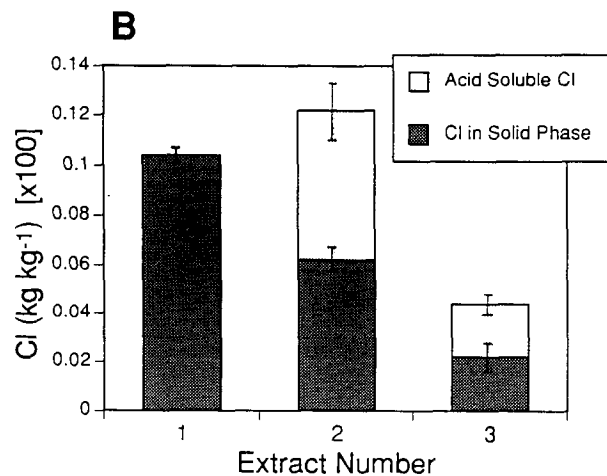 B
Acid Soluble Cl
Cl in Solid Phase
Cl (kg kg-1) [x100]
0.14
0.12
0.1
0.08
0.06
0.04
0.02
0
1 2 3
Extract Number